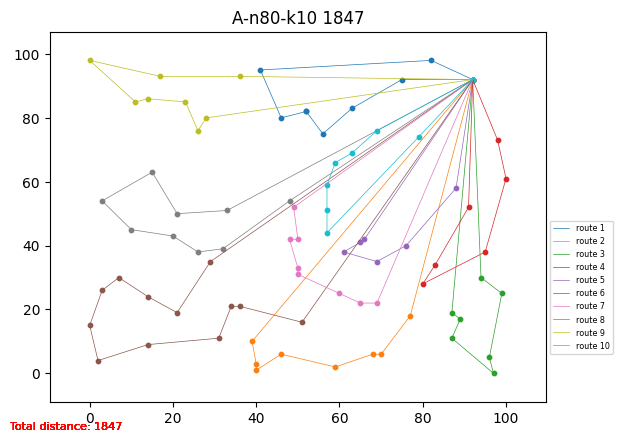 A-n80-k10 1847
100
80
60
40
20
0
0 20 40 60 80 100
route 1
route 2
route 3
route 4
route 5
route 6
route 7
route 8
route 9
route 10
Total distance: 1847